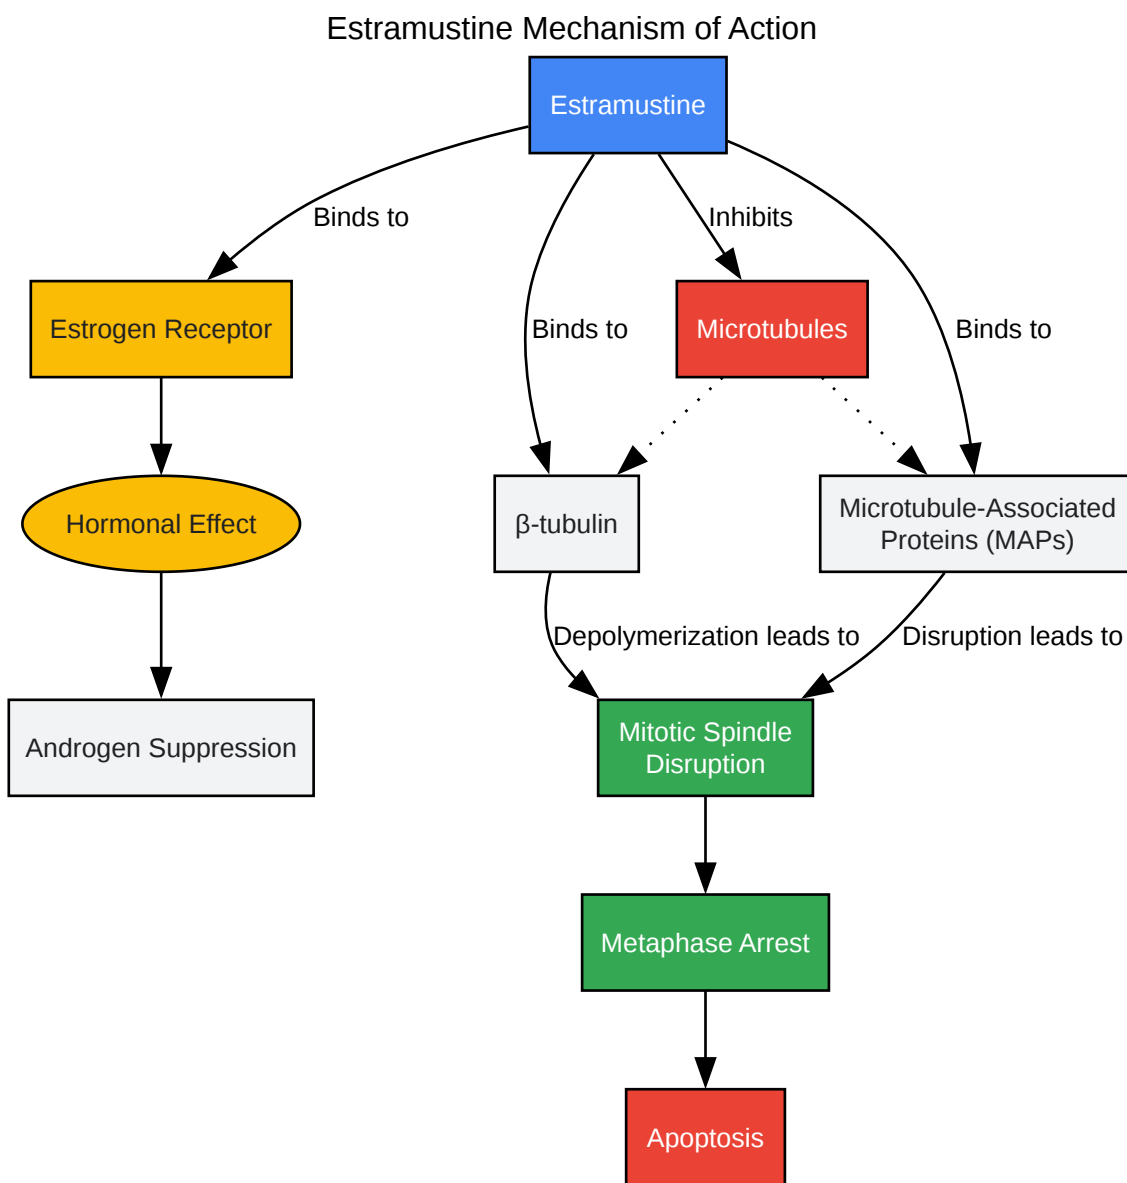 Estramustine Mechanism of Action
Estramustine
Binds to
Inhibits
Estrogen Receptor
Binds to
Microtubules
Binds to
Hormonal Effect
β-tubulin
Microtubule-Associated
Proteins (MAPs)
Depolymerization leads to
Disruption leads to
Androgen Suppression
Mitotic Spindle
Disruption
Metaphase Arrest
Apoptosis